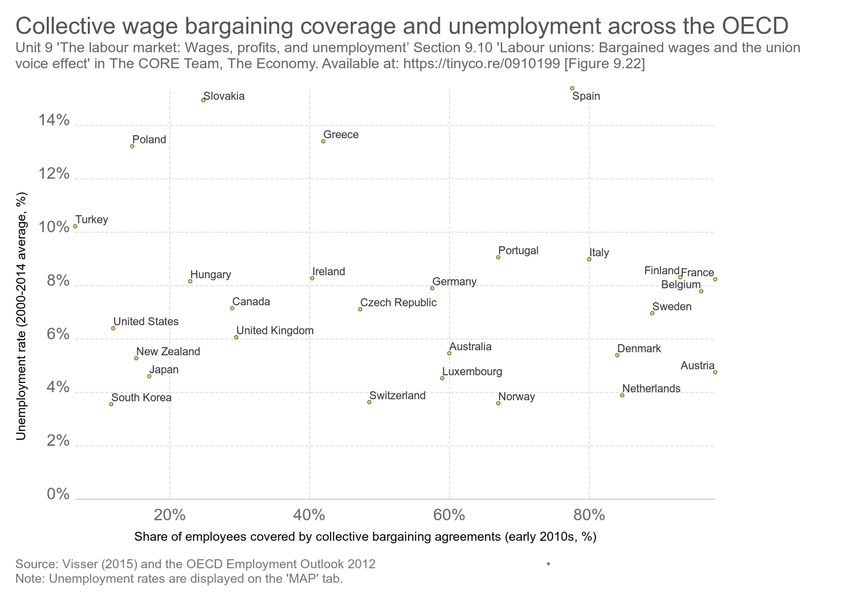 Collective wage bargaining coverage and unemployment across the OECD
Unit 9 'The labour market: Wages, profits, and unemployment’ Section 9.10 'Labour unions: Bargained wages and the union
voice effect' in The CORE Team, The Economy. Available at: https://tinyco.re/0910199 [Figure 9.22]
Slovakia
Spain
14%
Poland
Greece
12%
Turkey
10%
Portugal
Italy
Hungary
Ireland
Finland
France
8%
Germany
Belgium
Canada
Czech Republic
Sweden
United States
United Kingdom
6%
New Zealand
Australia
Denmark
Japan
Luxembourg
Austria
4%
South Korea
Switzerland
Norway
Netherlands
2%
0%
Unemployment rate (2000-2014 average, %)
20%
40%
60%
80%
Share of employees covered by collective bargaining agreements (early 2010s, %)
Source: Visser (2015) and the OECD Employment Outlook 2012
Note: Unemployment rates are displayed on the 'MAP' tab.